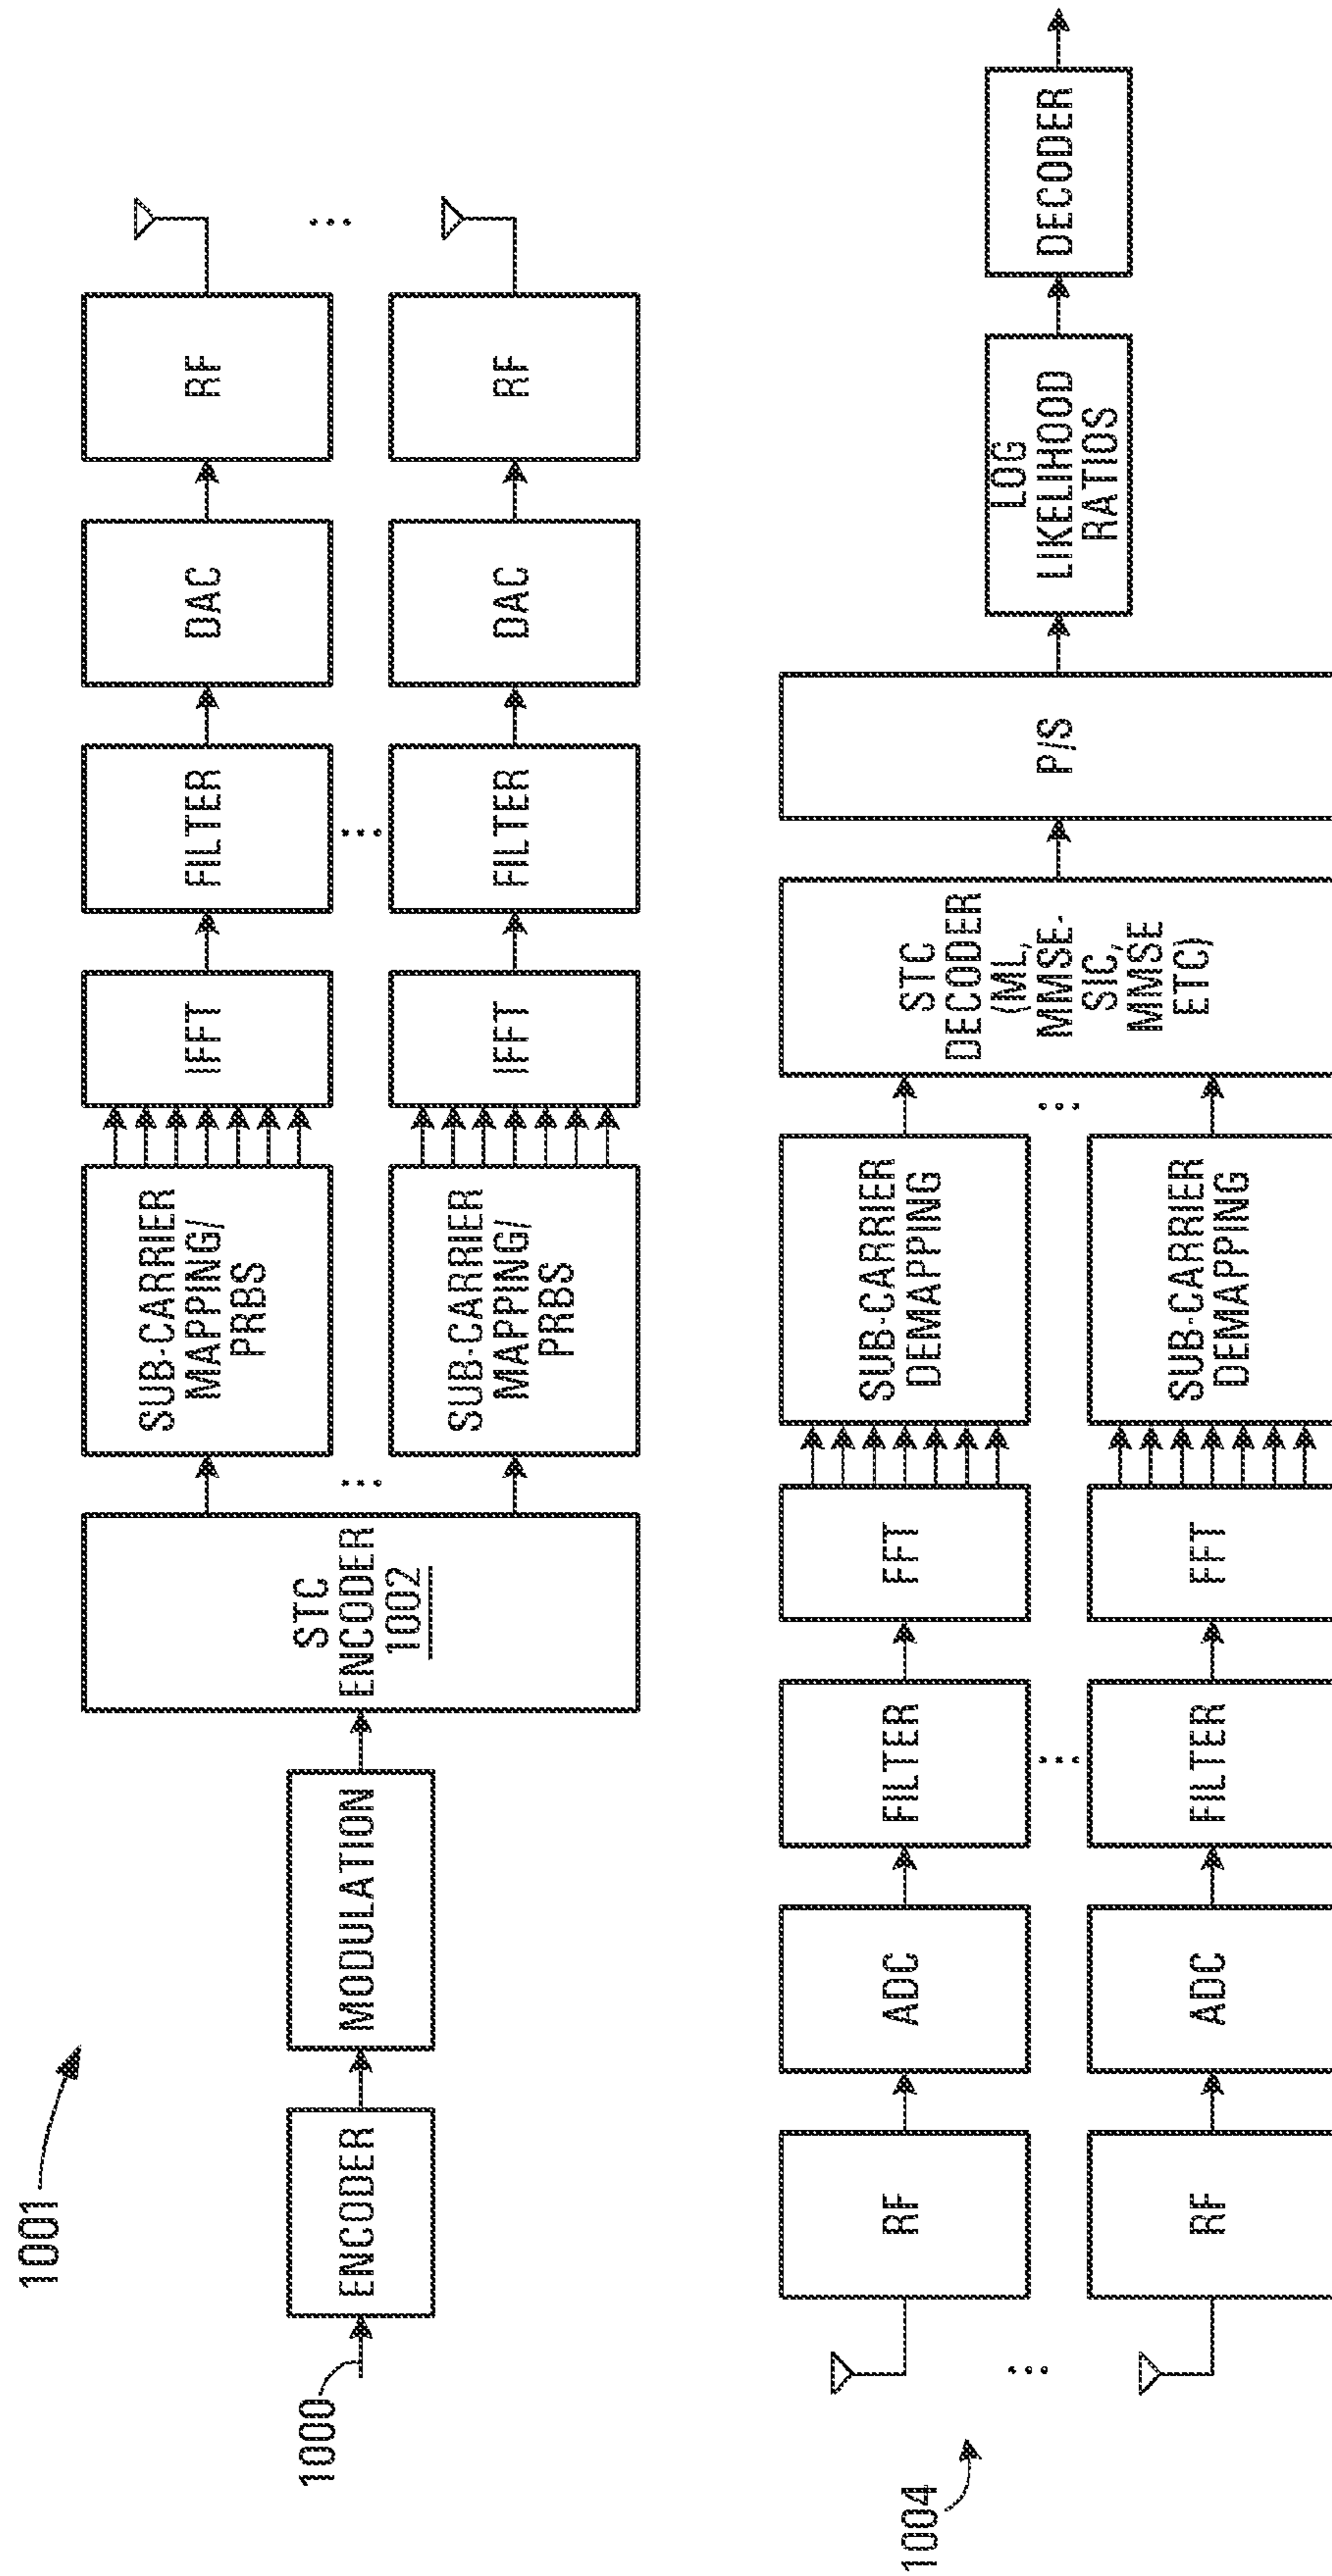 1001
1000
ENCODER
MODULATION
STC
ENCODER
1002
...
SUB-CARRIER
MAPPING/
PRBS
IFFT
FILTER
DAC
RF
...
...
SUB-CARRIER
MAPPING/
PRBS
IFFT
FILTER
DAC
RF
1004
RF
ADC
FILTER
FFT
SUB-CARRIER
DEMAPPING
...
...
...
RF
ADC
FILTER
FFT
SUB-CARRIER
DEMAPPING
STC
DECODER
(ML,
MMSE-
SIC,
MMSE
ETC)
P/S
LOG
LIKELIHOOD
RATIOS
DECODER